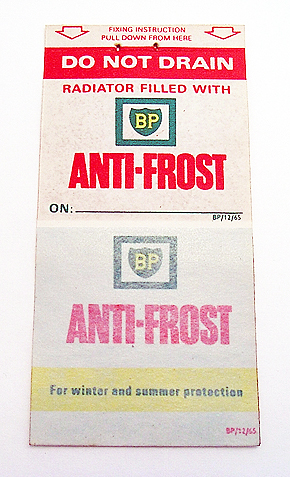 FIXING INSTRUCTION
PULL DOWN FROM HERE
DO NOT DRAIN
RADIATOR FILLED WITH
BP
ANTI-FROST
ON:
BP/12/65
BP
ANTI-FROST
For winter and summer protection
BP/12/65